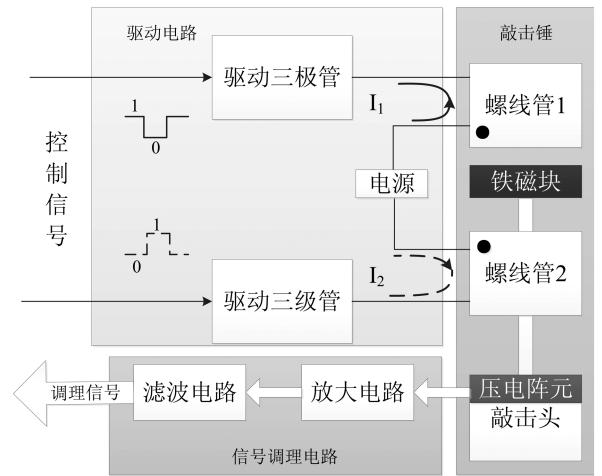 驱动电路
敲击锤
驱动三极管
1
0
I₁
螺线管1
控制信号
电源
铁磁块
1
0
I₂
螺线管2
驱动三级管
调理信号
滤波电路
放大电路
压电阵元
敲击头
信号调理电路